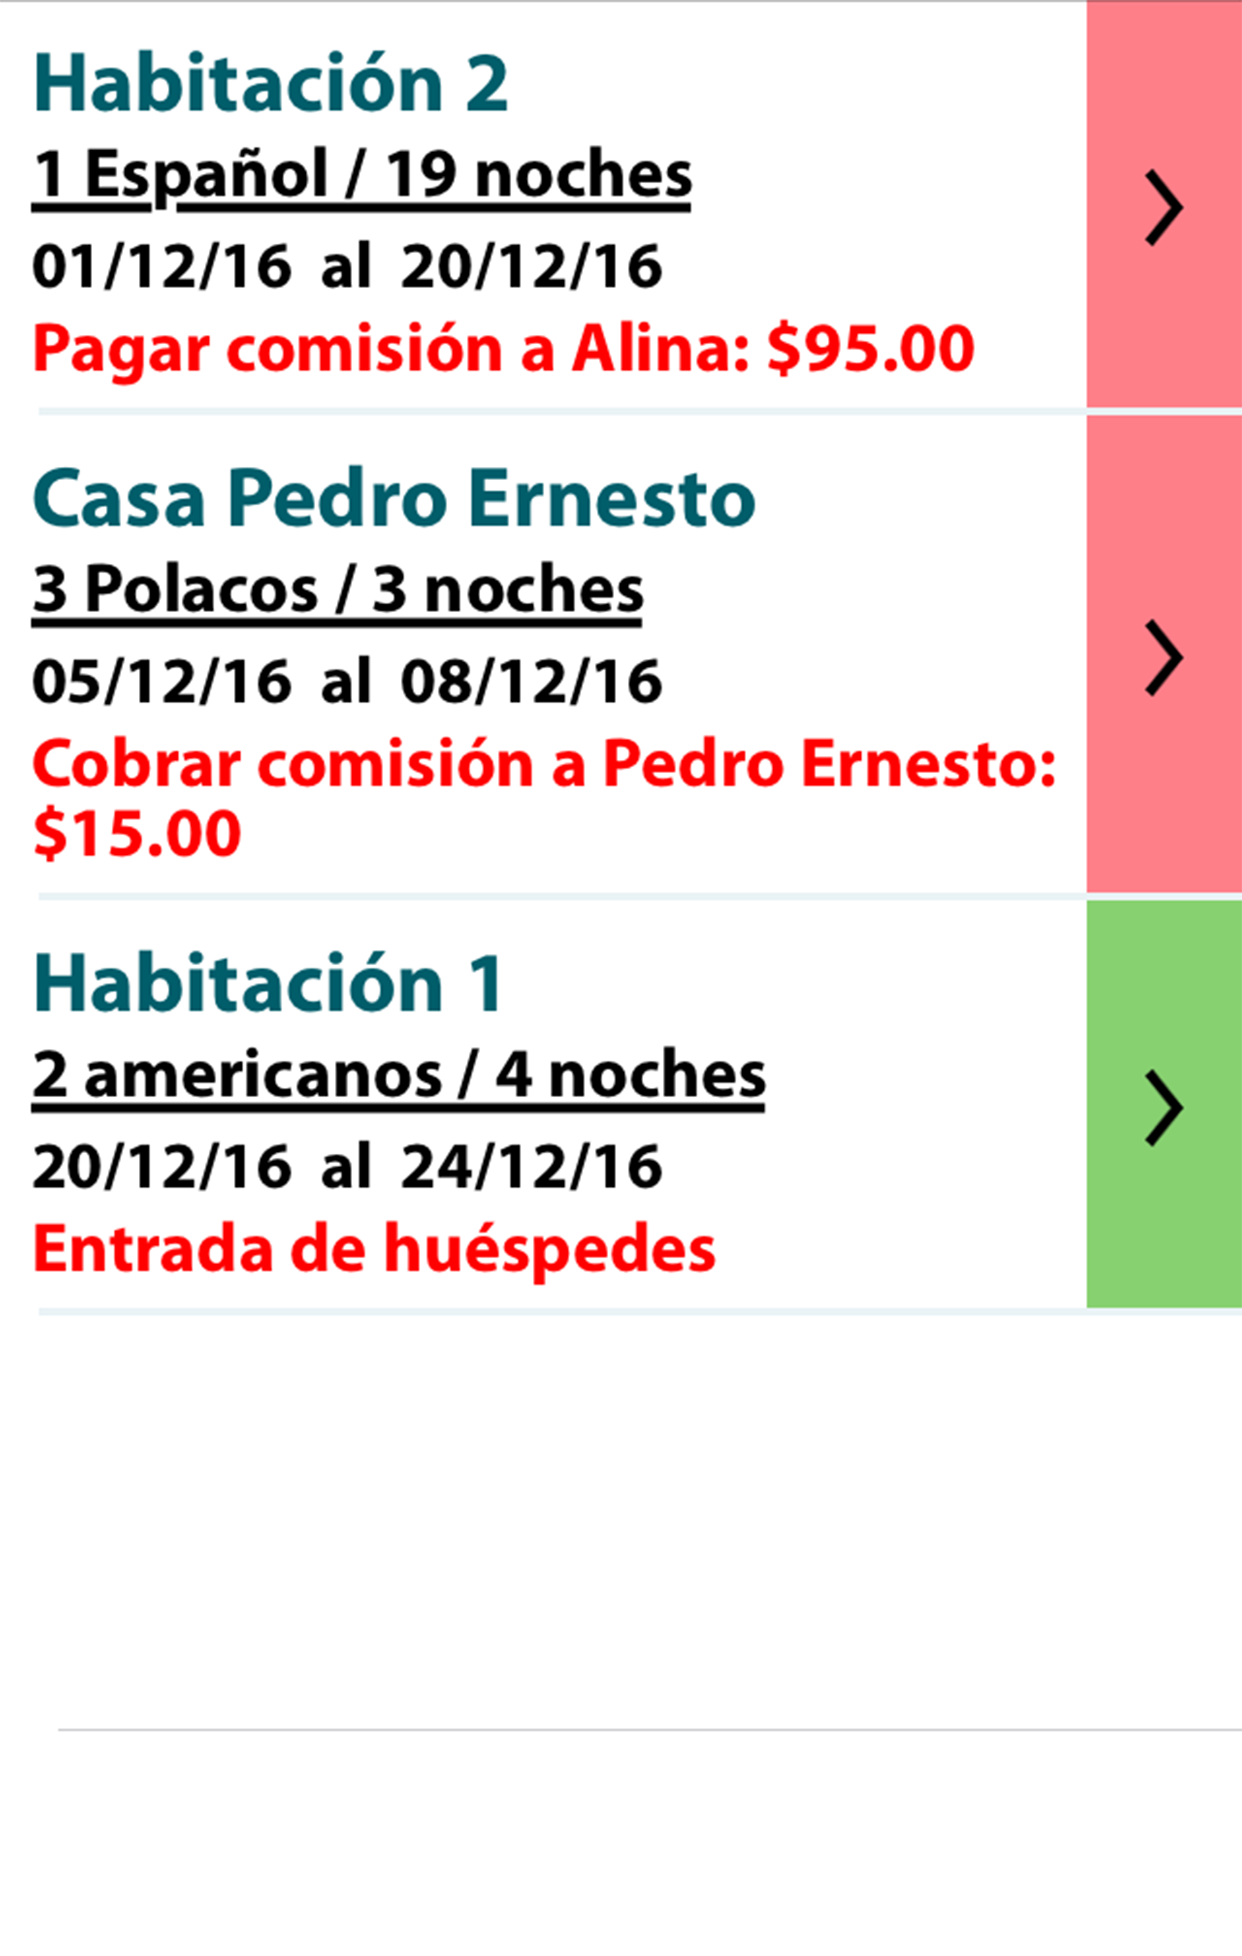 Habitación 2
1 Español / 19 noches
01/12/16 al 20/12/16
Pagar comisión a Alina: $95.00
Casa Pedro Ernesto
3 Polacos / 3 noches
05/12/16 al 08/12/16
Cobrar comisión a Pedro Ernesto:
$15.00
Habitación 1
2 americanos / 4 noches
20/12/16 al 24/12/16
Entrada de huéspedes